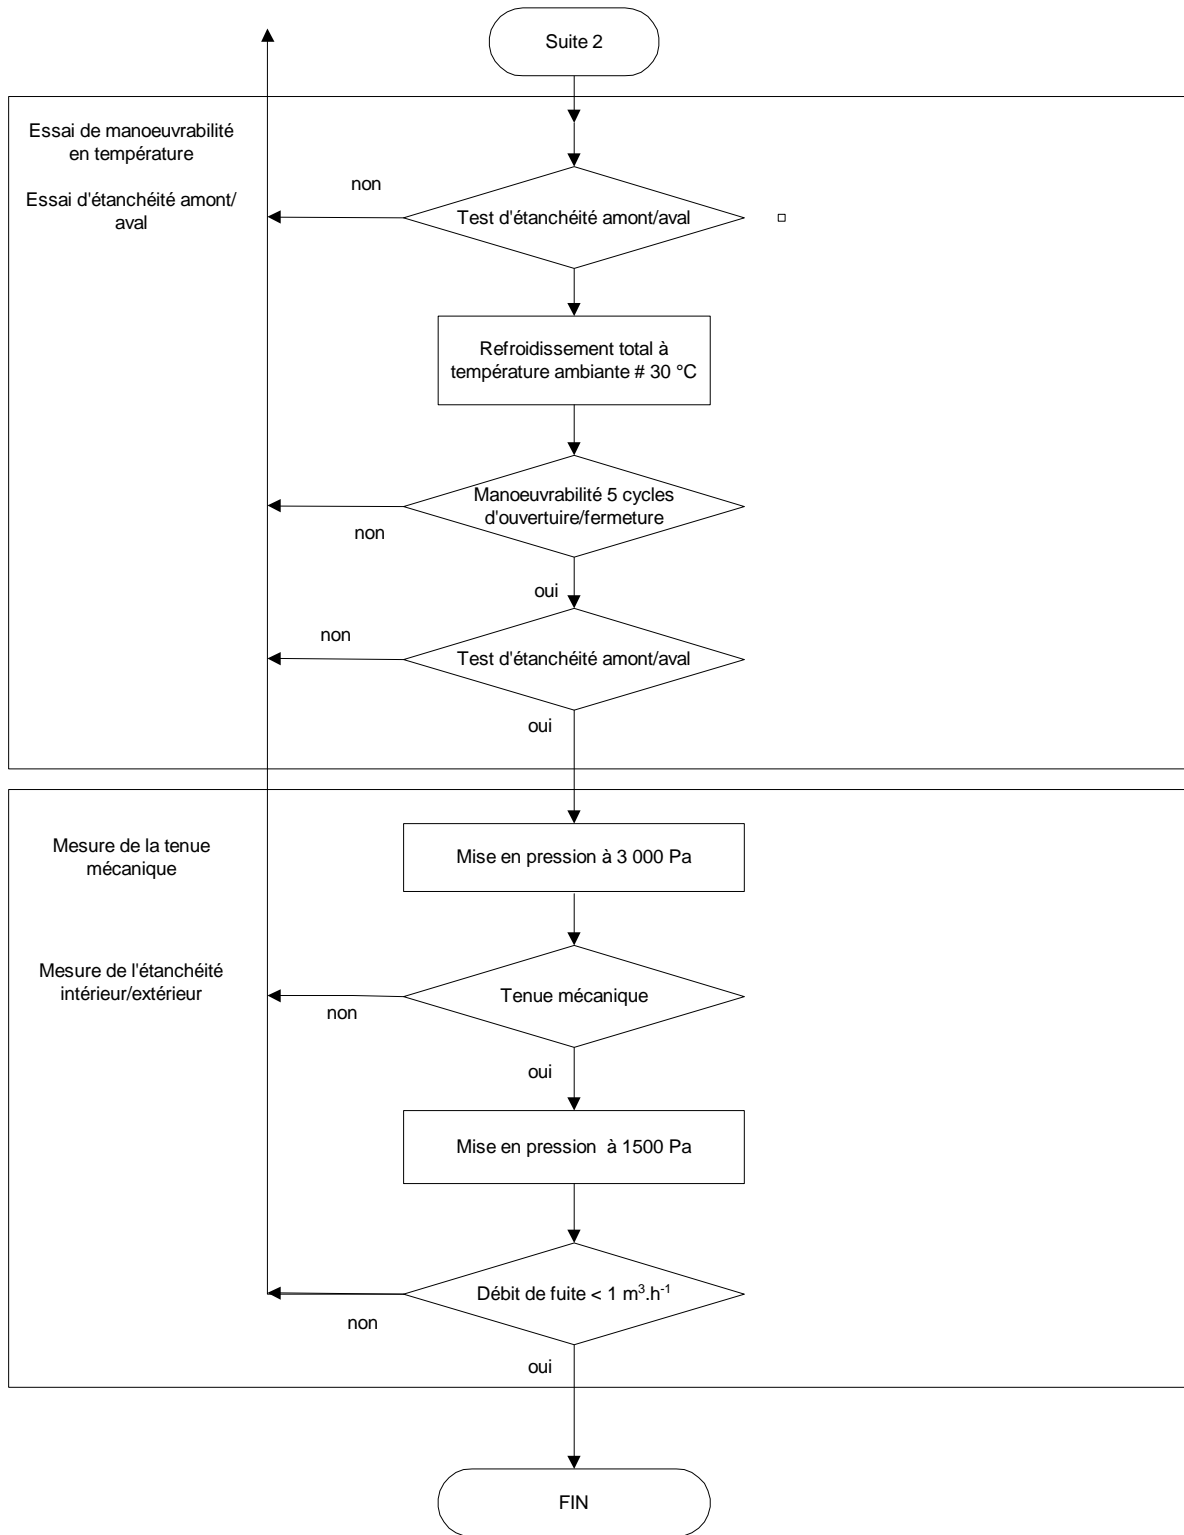 Suite 2
Essai de manoeuvrabilité
en température
Essai d'étanchéité amont/
aval
non
Test d'étanchéité amont/aval
Refroidissement total à
température ambiante # 30 °C
Manoeuvrabilité 5 cycles
d'ouvertuire/fermeture
non
oui
non
Test d'étanchéité amont/aval
oui
Mesure de la tenue
mécanique
Mise en pression à 3 000 Pa
Mesure de l'étanchéité
intérieur/extérieur
Tenue mécanique
non
oui
Mise en pression à 1500 Pa
Débit de fuite < 1 m³.h⁻¹
non
oui
FIN